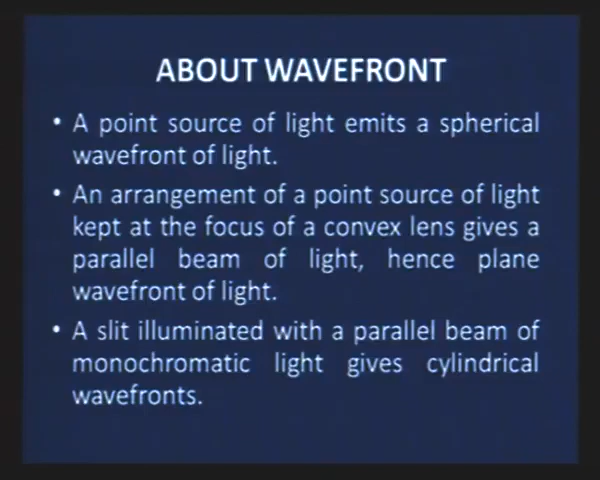 ABOUT WAVEFRONT
• A point source of light emits a spherical
wavefront of light.
• An arrangement of a point source of light
kept at the focus of a convex lens gives a
parallel beam of light, hence plane
wavefront of light.
• A slit illuminated with a parallel beam of
monochromatic light gives cylindrical
wavefronts.